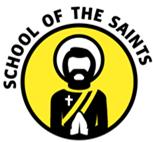 SCHOOL OF THE SAINTS